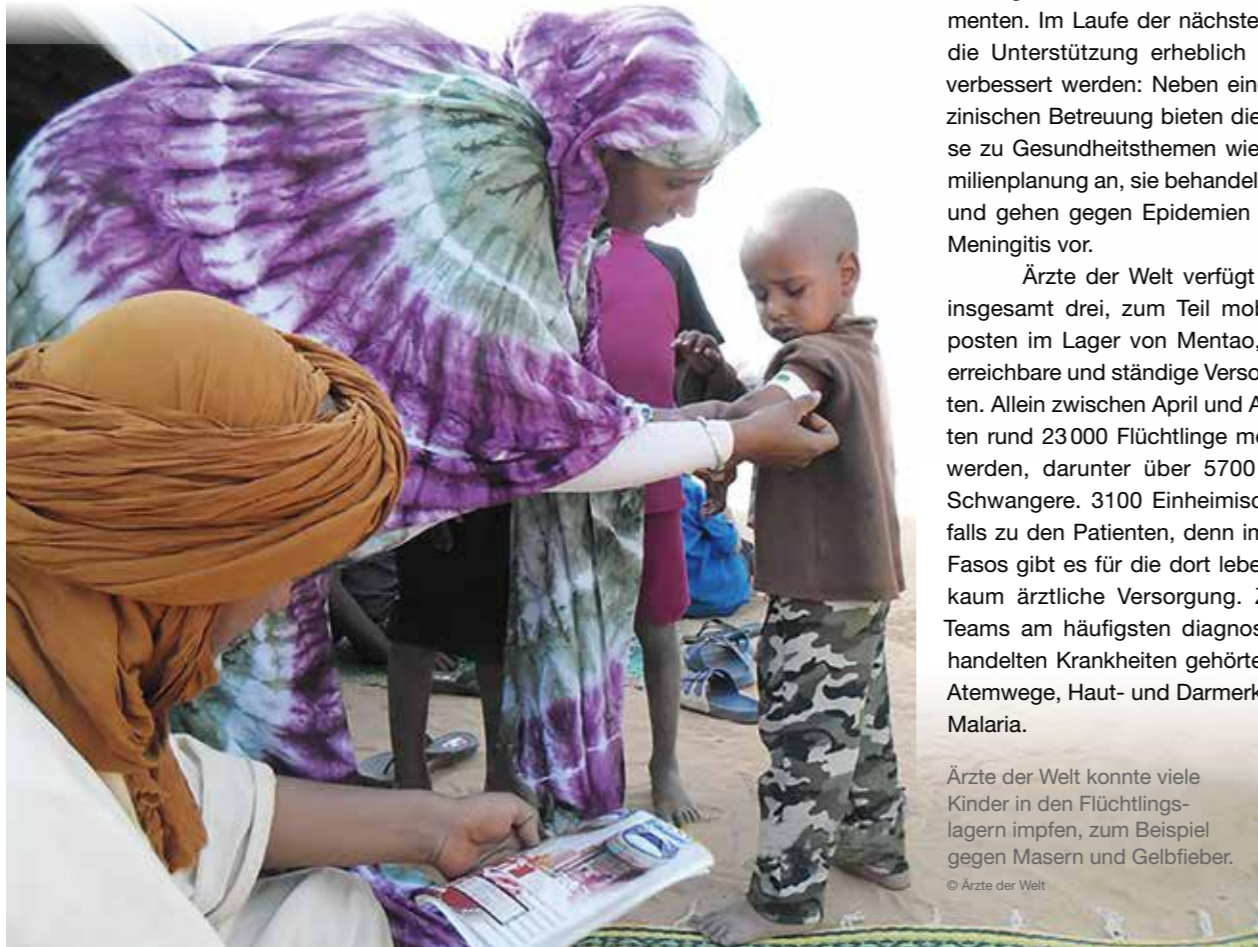 menten. Im Laufe der nächste
die Unterstützung erheblich
verbessert werden: Neben ein
zinischen Betreuung bieten die
se zu Gesundheitsthemen wie
milienplanung an, sie behandel
und gehen gegen Epidemien
Meningitis vor.
Ärzte der Welt verfügt
insgesamt drei, zum Teil mo
posten im Lager von Mentao,
erreichbare und ständige Verso
ten. Allein zwischen April und A
ten rund 23 000 Flüchtlinge me
werden, darunter über 5700
Schwangere. 3100 Einheimisc
falls zu den Patienten, denn in
Fasos gibt es für die dort lebe
kaum ärztliche Versorgung.
Teams am häufigsten diagnos
handelten Krankheiten gehörte
Atemwege, Haut- und Darmerk
Malaria.
Ärzte der Welt konnte viele
Kinder in den Flüchtlings-
lagern impfen, zum Beispiel
gegen Masern und Gelbfieber.
© Ärzte der Welt